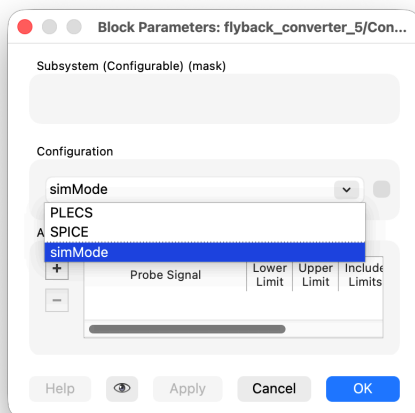 Block Parameters: flyback_converter_5/Con...
Subsystem (Configurable) (mask)
Configuration
simMode
PLECS
SPICE
simMode
A
+
Probe Signal
Lower Limit
Upper Limit
Include Limits
−
Help
Apply
Cancel
OK